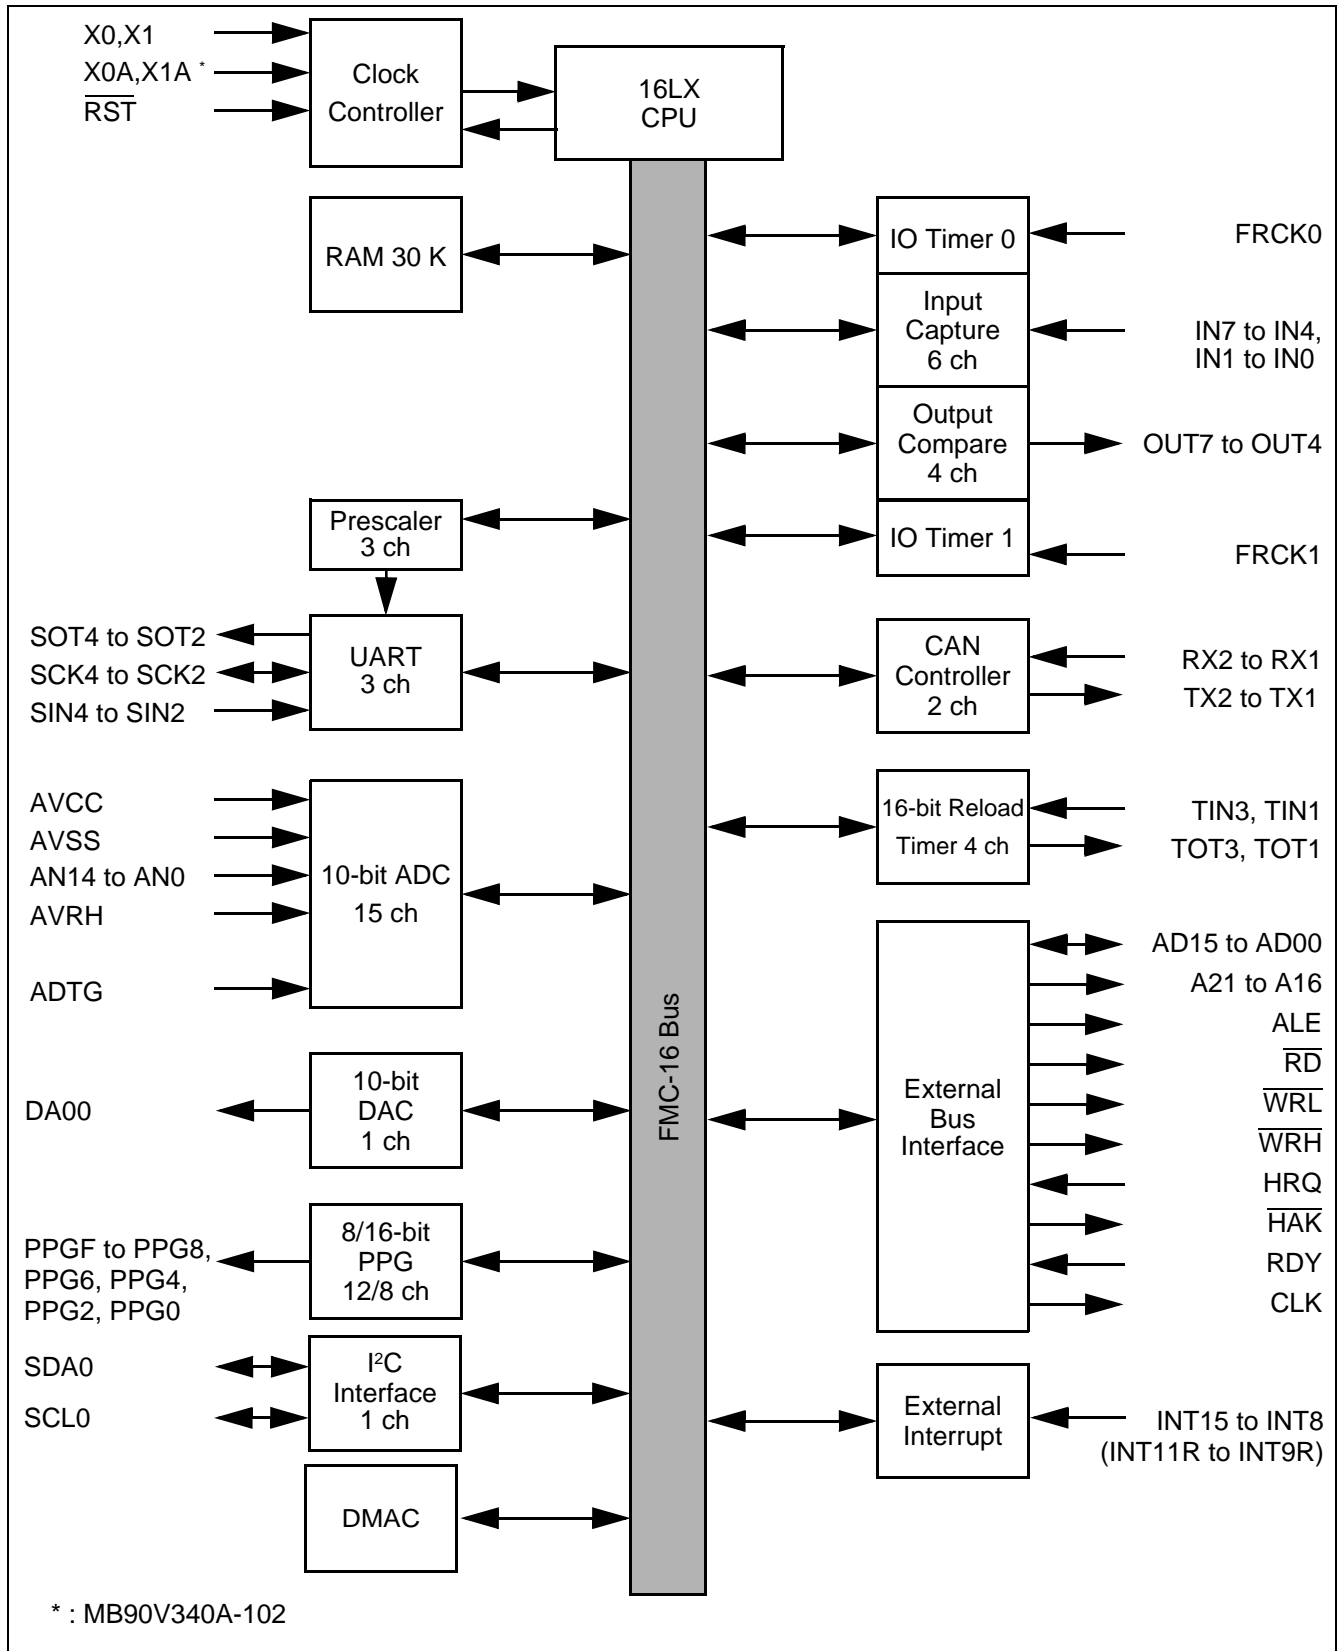 X0,X1
X0A,X1A *
RST
Clock
Controller
16LX
CPU
RAM 30 K
Prescaler
3 ch
SOT4 to SOT2
SCK4 to SCK2
SIN4 to SIN2
UART
3 ch
AVCC
AVSS
AN14 to AN0
AVRH
ADTG
10-bit ADC
15 ch
DA00
10-bit
DAC
1 ch
PPGF to PPG8,
PPG6, PPG4,
PPG2, PPG0
8/16-bit
PPG
12/8 ch
SDA0
SCL0
I²C
Interface
1 ch
DMAC
FMC-16 Bus
IO Timer 0
FRCK0
Input
Capture
6 ch
IN7 to IN4,
IN1 to IN0
Output
Compare
4 ch
OUT7 to OUT4
IO Timer 1
FRCK1
CAN
Controller
2 ch
RX2 to RX1
TX2 to TX1
16-bit Reload
Timer 4 ch
TIN3, TIN1
TOT3, TOT1
External
Bus
Interface
AD15 to AD00
A21 to A16
ALE
RD
WRL
WRH
HRQ
HAK
RDY
CLK
External
Interrupt
INT15 to INT8
(INT11R to INT9R)
* : MB90V340A-102